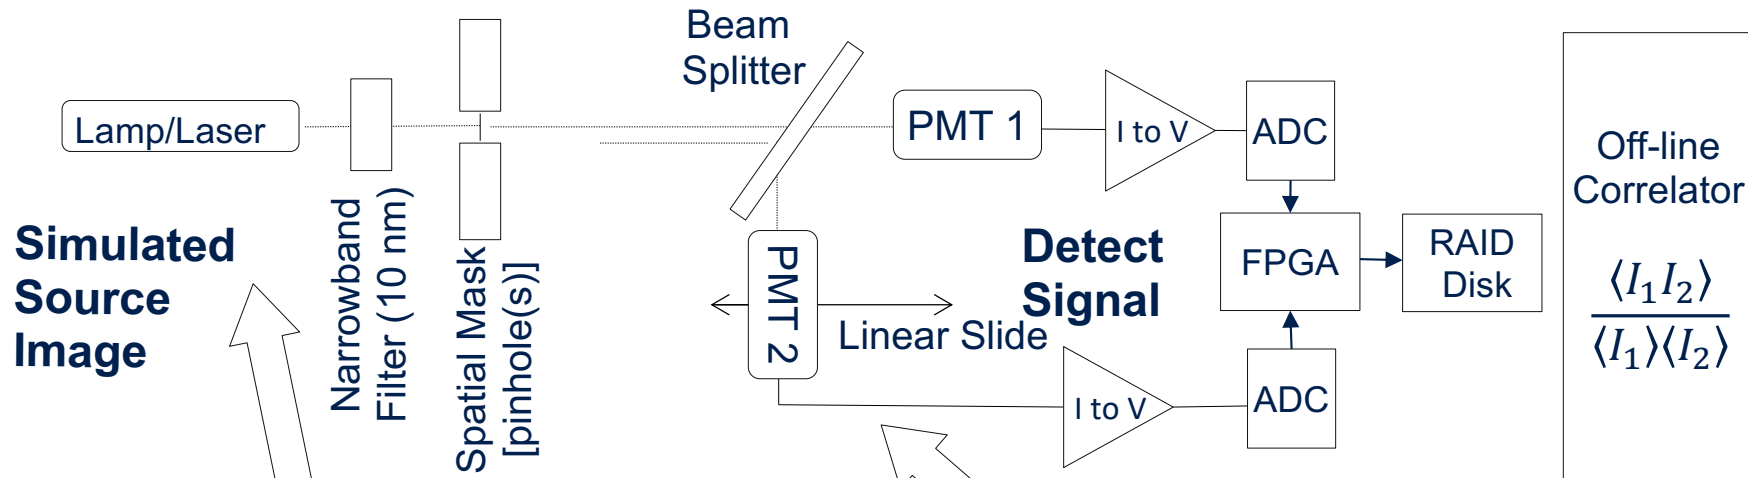 Beam
Splitter
Lamp/Laser
PMT 1
I to V
ADC
Off-line
Correlator
Narrowband
Filter (10 nm)
Spatial Mask
[pinhole(s)]
Simulated
Source
Image
PMT 2
Linear Slide
Detect
Signal
FPGA
RAID
Disk
⟨I₁I₂⟩
⟨I₁⟩⟨I₂⟩
I to V
ADC